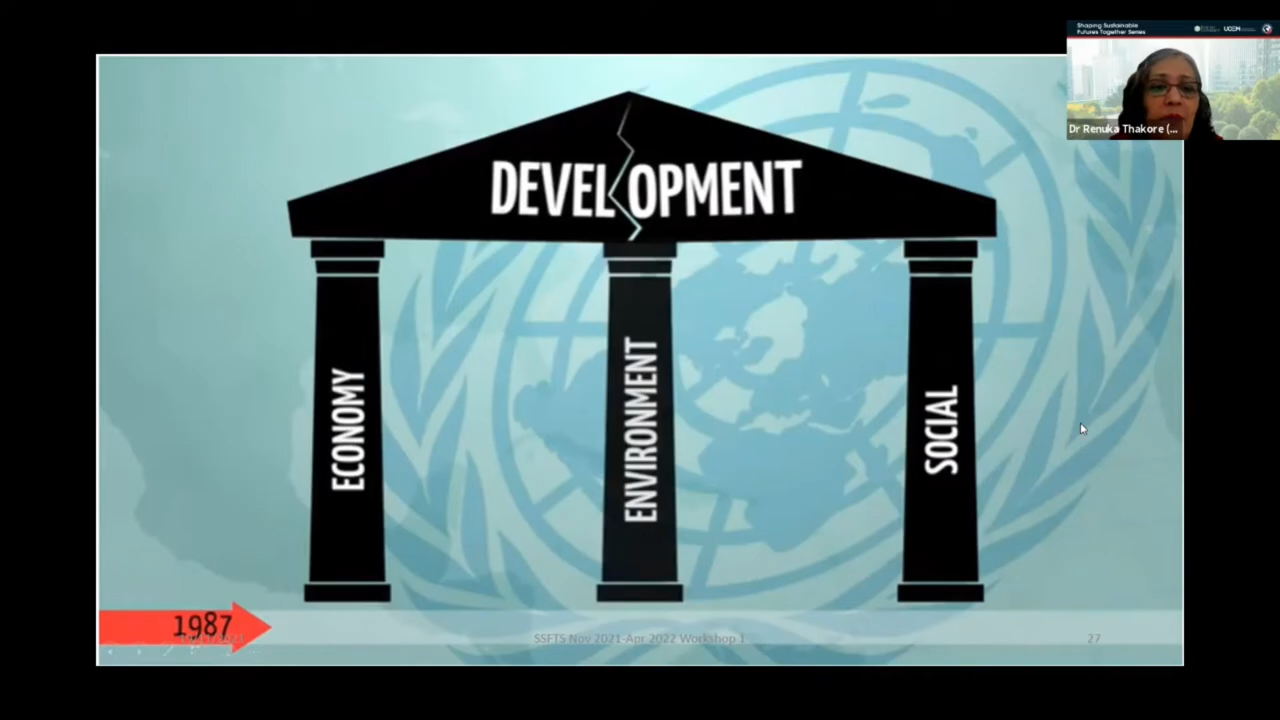 Shaping Sustainable
Futures Together Series
UCEM
Dr Renuka Thakore (...
DEVELOPMENT
ECONOMY
ENVIRONMENT
SOCIAL
1987
SSFTS Nov 2021-Apr 2022 Workshop 1
27